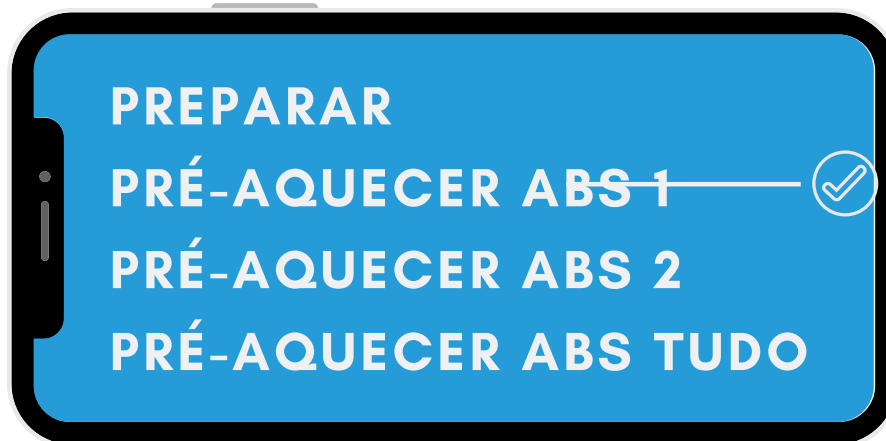 PREPARAR
PRÉ-AQUECER ABS 1
PRÉ-AQUECER ABS 2
PRÉ-AQUECER ABS TUDO